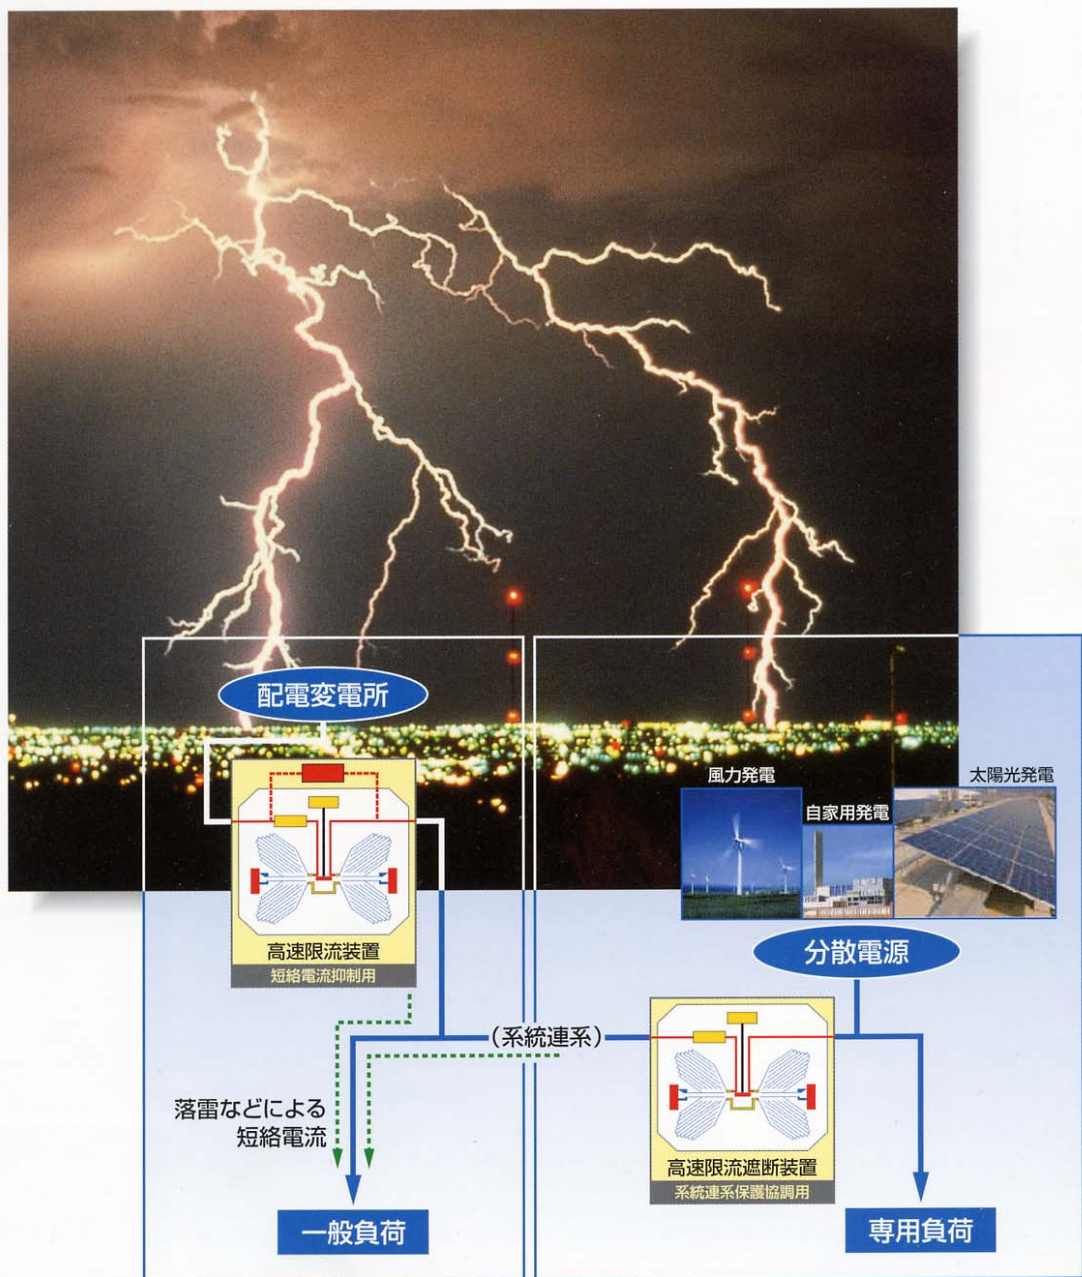 配電変電所
風力発電
自家用発電
太陽光発電
高速限流装置
短絡電流抑制用
分散電源
(系統連系)
落雷などによる
短絡電流
高速限流遮断装置
系統連系保護協調用
一般負荷
専用負荷